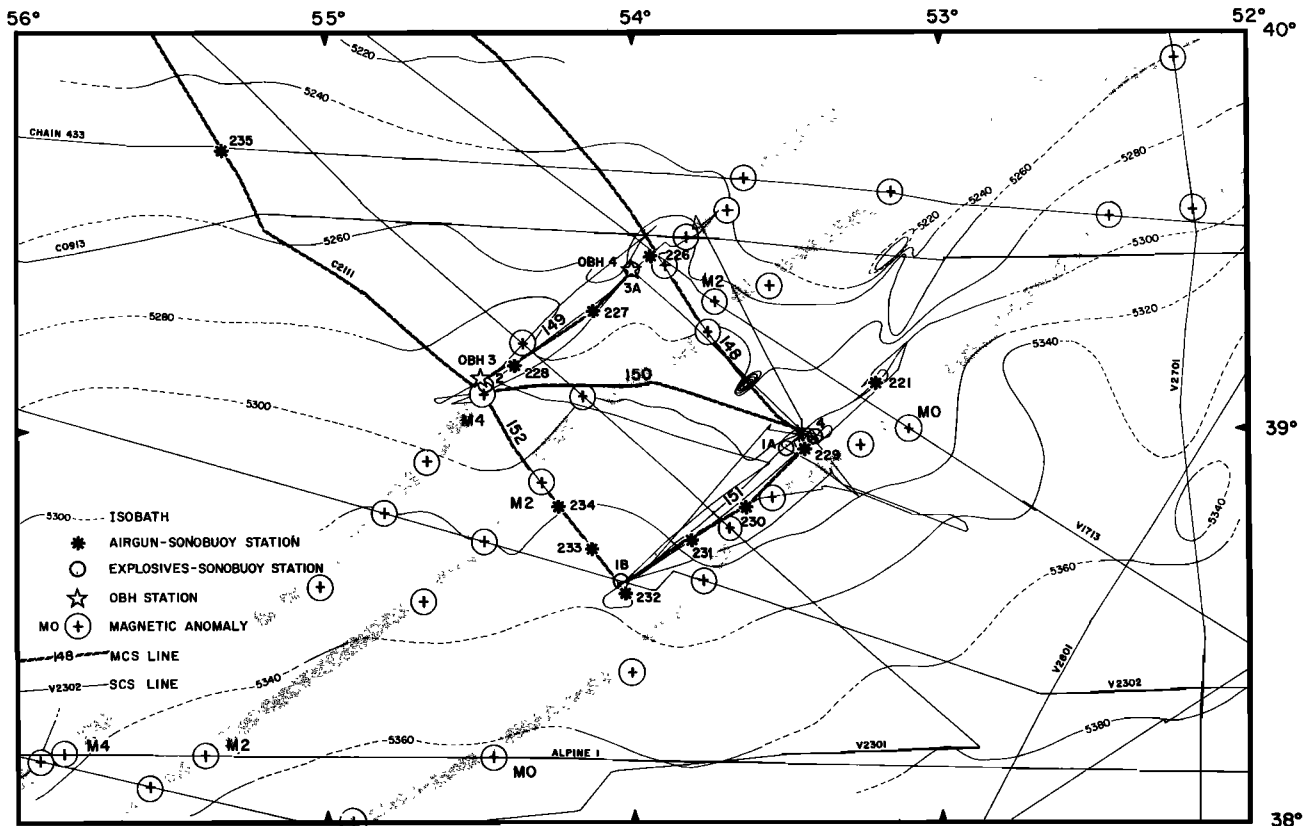 56°
55°
54°
53°
52°
40°
5220
5240
CHAIN 433
235
5220
5240
5260
5280
C0913
5260
C2111
OBH 4
3A
226
M2
5300
5320
5280
149
227
148
5340
OBH 3
2
228
150
221
V2701
M4
5300
152
M0
4
1A
229
39°
M2
234
151
230
5340
V1713
233
231
1B
232
5360
5300 ISOBATH
AIRGUN-SONOBUOY STATION
EXPLOSIVES-SONOBUOY STATION
OBH STATION
M0 MAGNETIC ANOMALY
148 MCS LINE
V2302 SCS LINE
5340
V2801
V2302
5380
M4
M2
5360
ALPINE 1
V2301
M0
38°